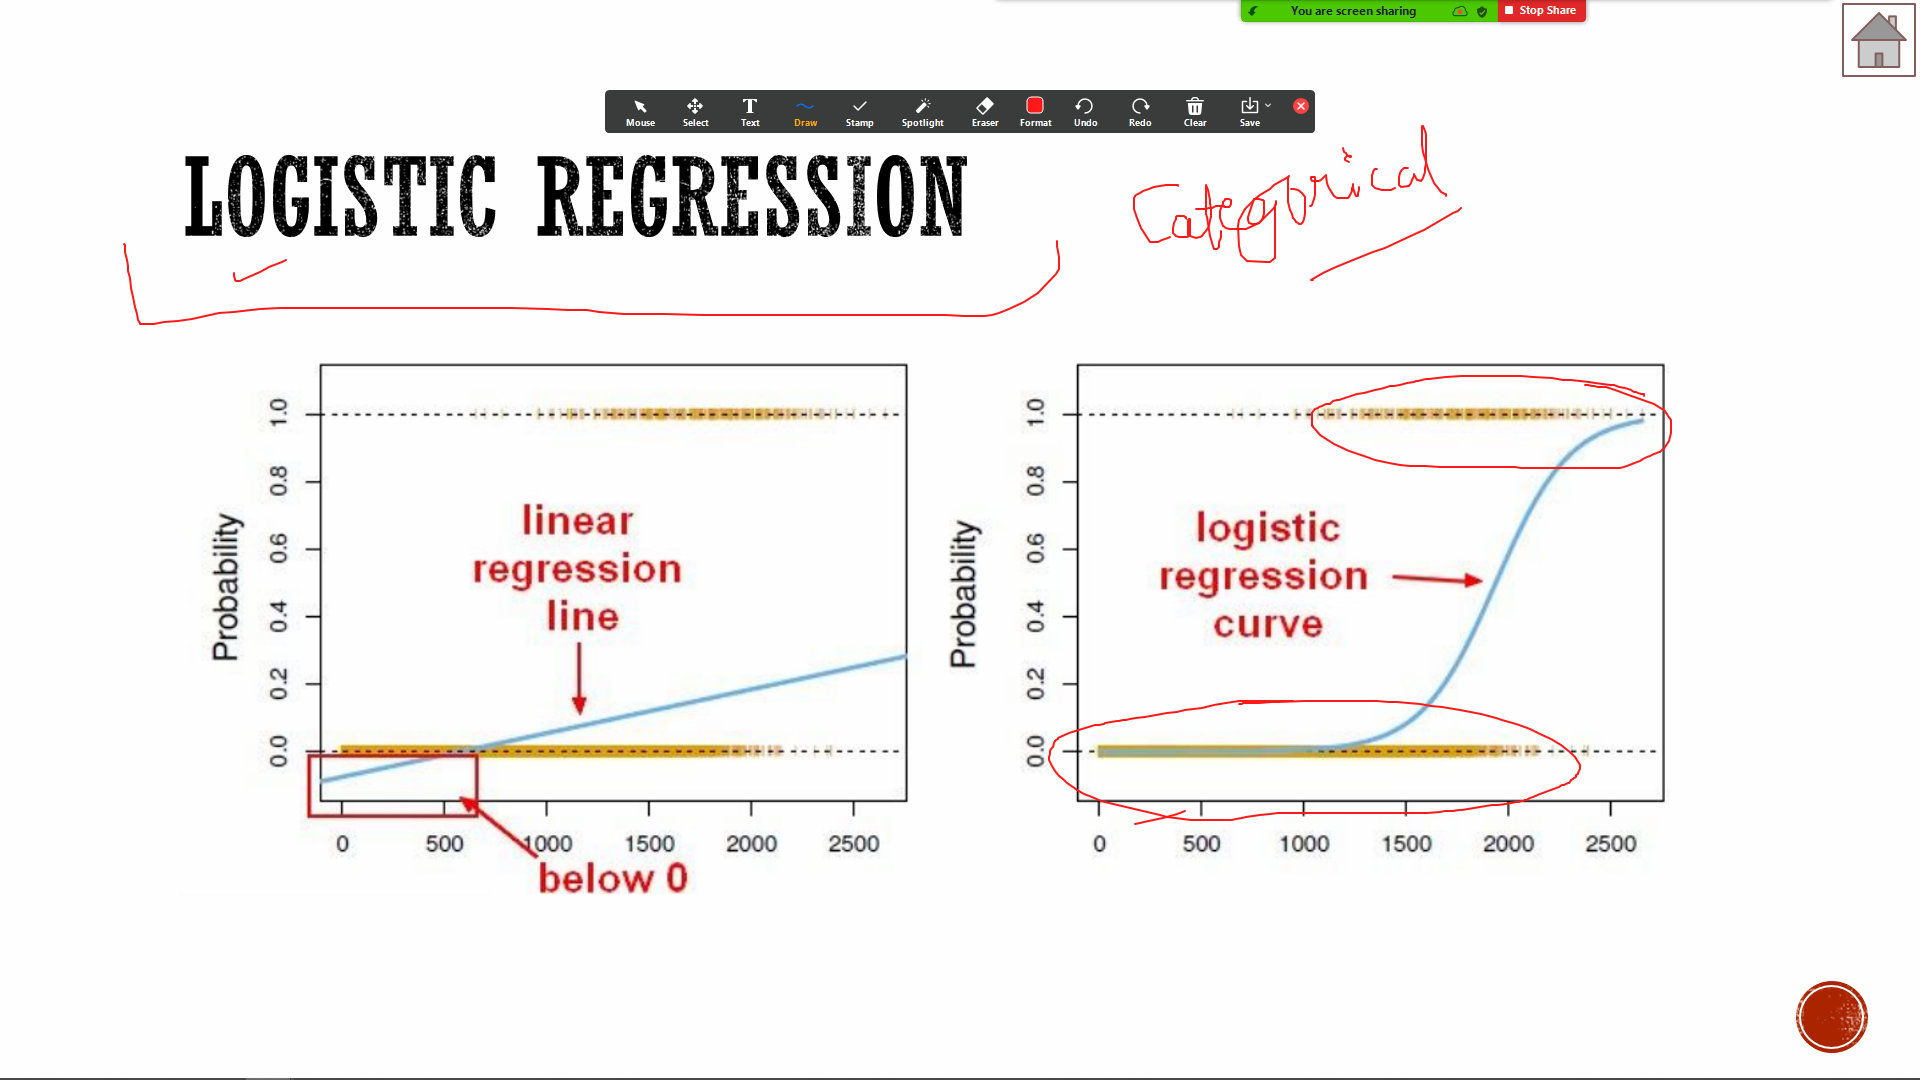 You are screen sharing Stop Share
Mouse Select Text Draw Stamp Spotlight Eraser Format Undo Redo Clear Save
LOGISTIC REGRESSION
Categorical
Probability
1.0
0.8
0.6
0.4
0.2
0.0
linear
regression
line
0 500 1000 1500 2000 2500
below 0
Probability
1.0
0.8
0.6
0.4
0.2
0.0
logistic
regression
curve
0 500 1000 1500 2000 2500